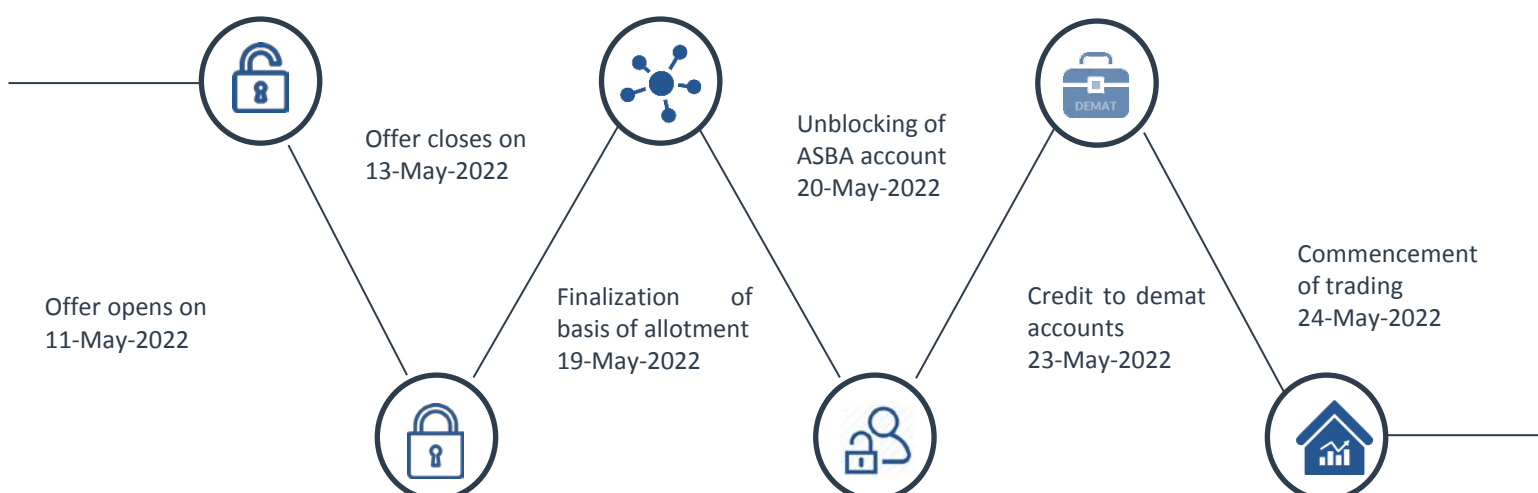 Offer opens on
11-May-2022
Offer closes on
13-May-2022
Finalization of
basis of allotment
19-May-2022
Unblocking of
ASBA account
20-May-2022
DEMAT
Credit to demat
accounts
23-May-2022
Commencement
of trading
24-May-2022